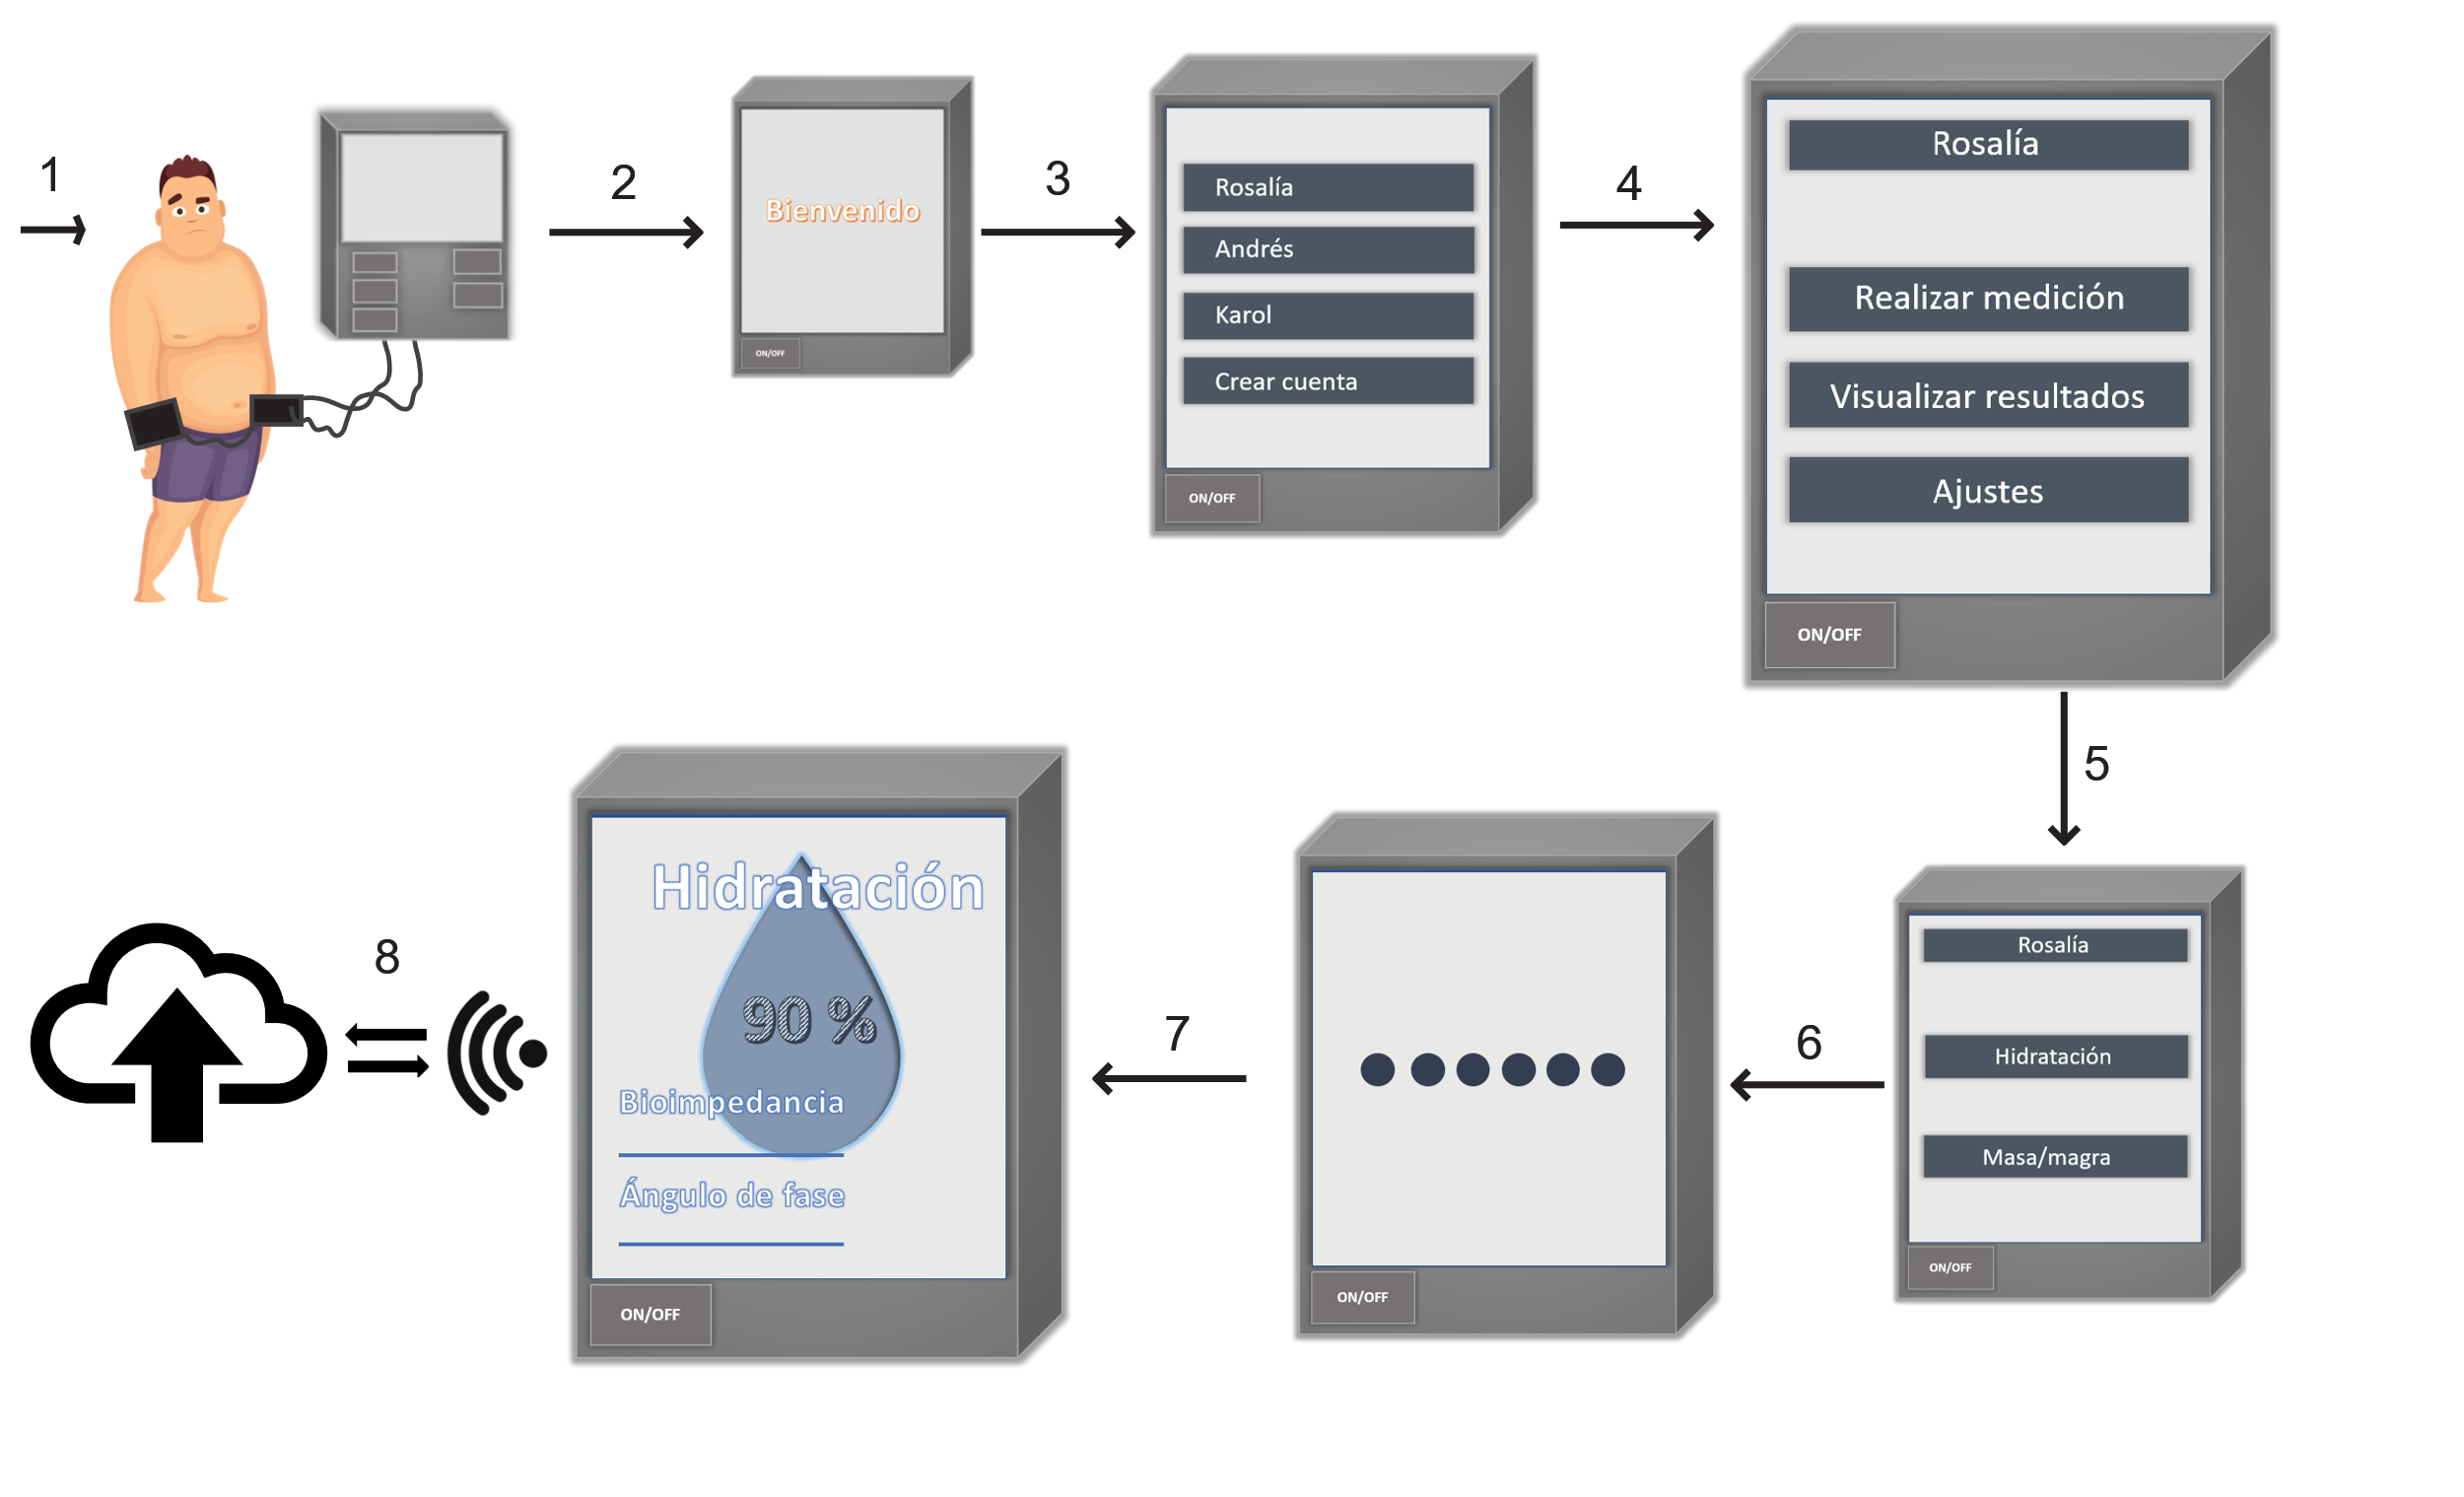 1
2
Bienvenido
ON/OFF
3
Rosalía
Andrés
Karol
Crear cuenta
ON/OFF
4
Rosalía
Realizar medición
Visualizar resultados
Ajustes
ON/OFF
5
Rosalía
Hidratación
Masa/magra
ON/OFF
6
ON/OFF
7
Hidratación
90 %
Bioimpedancia
Ángulo de fase
ON/OFF
8